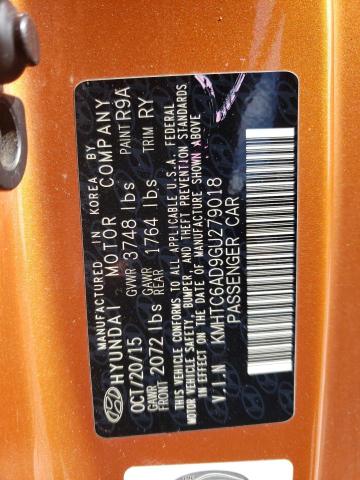 MANUFACTURED IN KOREA BY
HYUNDAI MOTOR COMPANY
OCT/20/15 GVWR 3748 lbs PAINT R9A
GAWR FRONT 2072 lbs GAWR REAR 1764 lbs TRIM RY
THIS VEHICLE CONFORMS TO ALL APPLICABLE U.S.A. FEDERAL
MOTOR VEHICLE SAFETY, BUMPER, AND THEFT PREVENTION STANDARDS
IN EFFECT ON THE DATE OF MANUFACTURE SHOWN ABOVE
V.I.N KMHTC6AD9GU279018
PASSENGER CAR